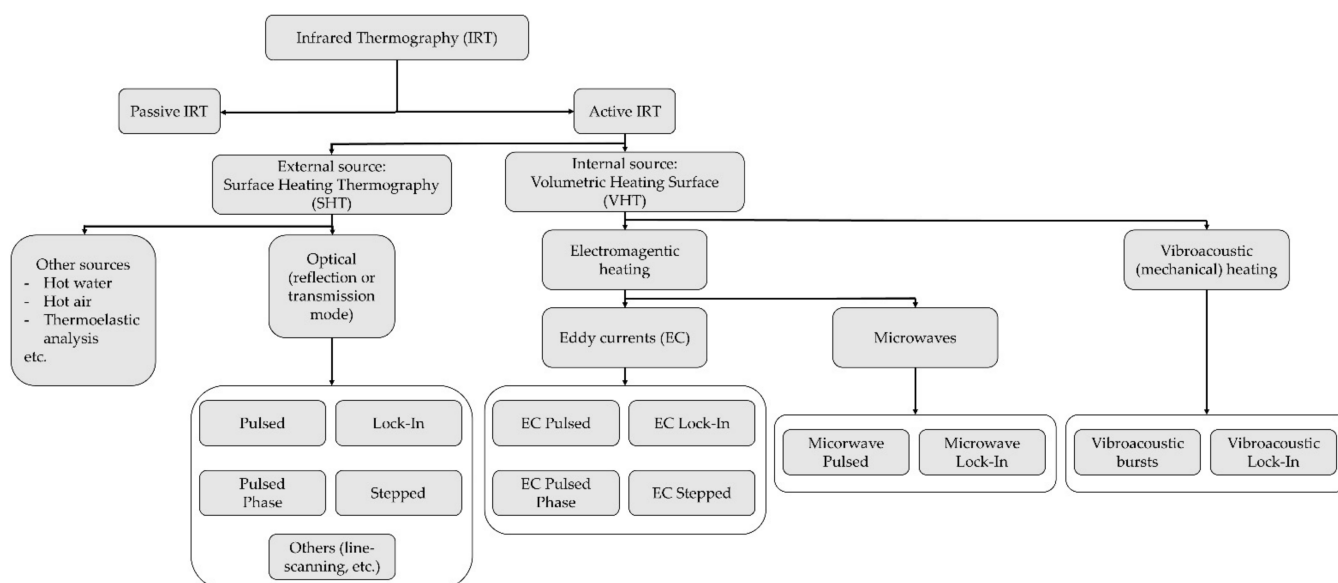 Infrared Thermography (IRT)
Passive IRT
Active IRT
External source:
Surface Heating Thermography
(SHT)
Internal source:
Volumetric Heating Surface
(VHT)
Other sources
- Hot water
- Hot air
- Thermoelastic
analysis
etc.
Optical
(reflection or
transmission
mode)
Electromagentic
heating
Vibroacoustic
(mechanical) heating
Eddy currents (EC)
Microwaves
Pulsed
Lock-In
Pulsed
Phase
Stepped
Others (line-
scanning, etc.)
EC Pulsed
EC Lock-In
EC Pulsed
Phase
EC Stepped
Micorwave
Pulsed
Microwave
Lock-In
Vibroacoustic
bursts
Vibroacoustic
Lock-In